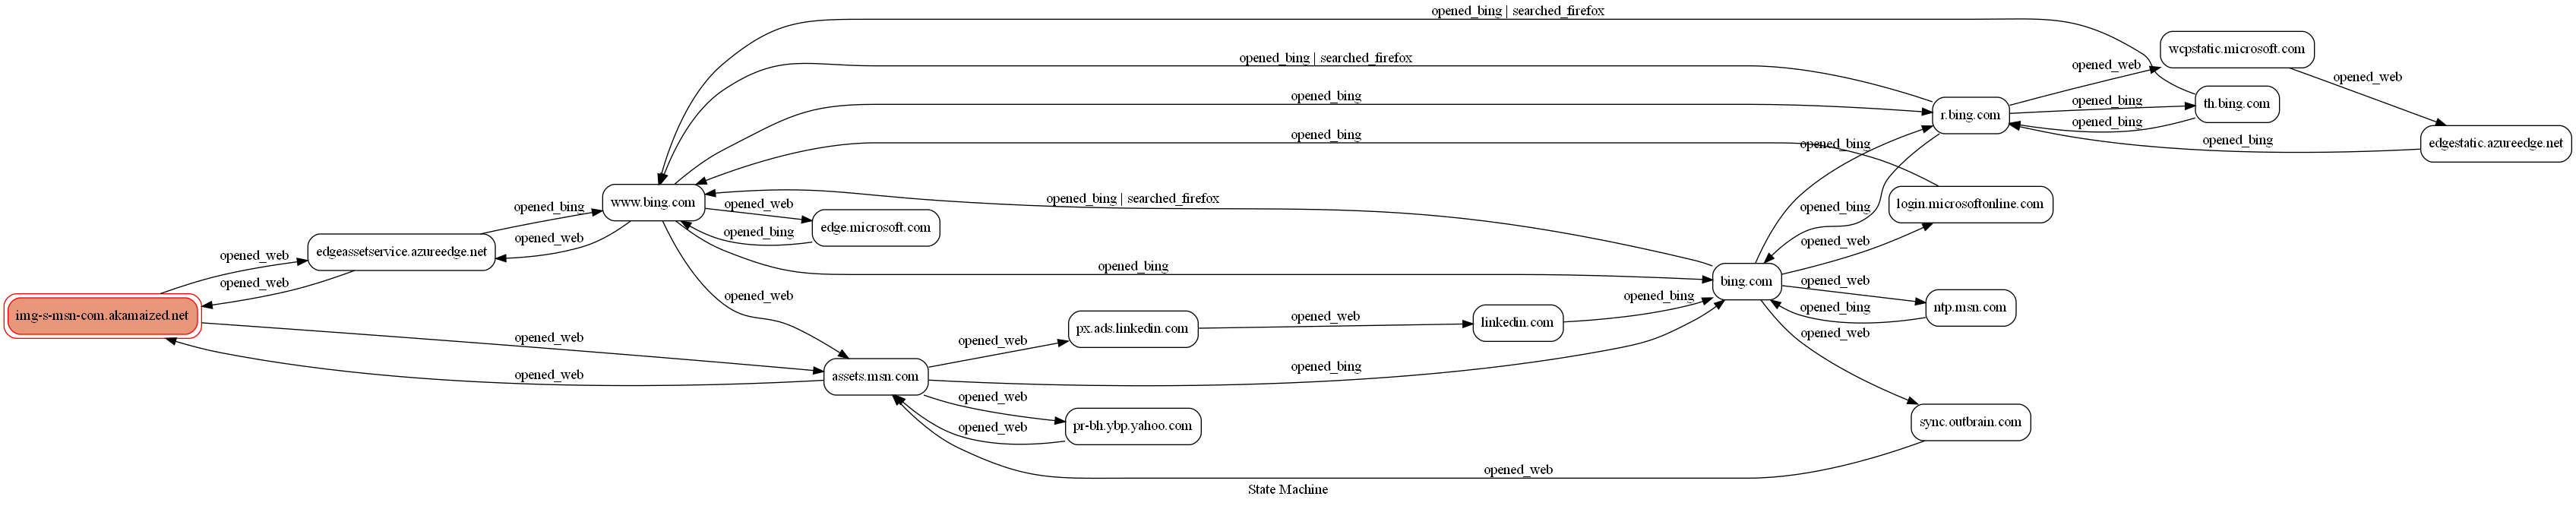 opened_bing | searched_firefox
wcpstatic.microsoft.com
opened_bing | searched_firefox
opened_web
opened_web
opened_bing
opened_bing
th.bing.com
r.bing.com
opened_bing
opened_bing
opened_bing
opened_bing
edgestatic.azureedge.net
opened_bing | searched_firefox
www.bing.com
opened_web
opened_bing
login.microsoftonline.com
opened_bing
edge.microsoft.com
opened_bing
opened_web
opened_web
edgeassetservice.azureedge.net
opened_web
opened_web
opened_bing
bing.com
opened_web
opened_web
opened_bing
ntp.msn.com
img-s-msn-com.akamaized.net
px.ads.linkedin.com
opened_web
linkedin.com
opened_bing
opened_web
opened_web
opened_web
opened_web
assets.msn.com
opened_bing
opened_web
pr-bh.ybp.yahoo.com
opened_web
sync.outbrain.com
opened_web
State Machine